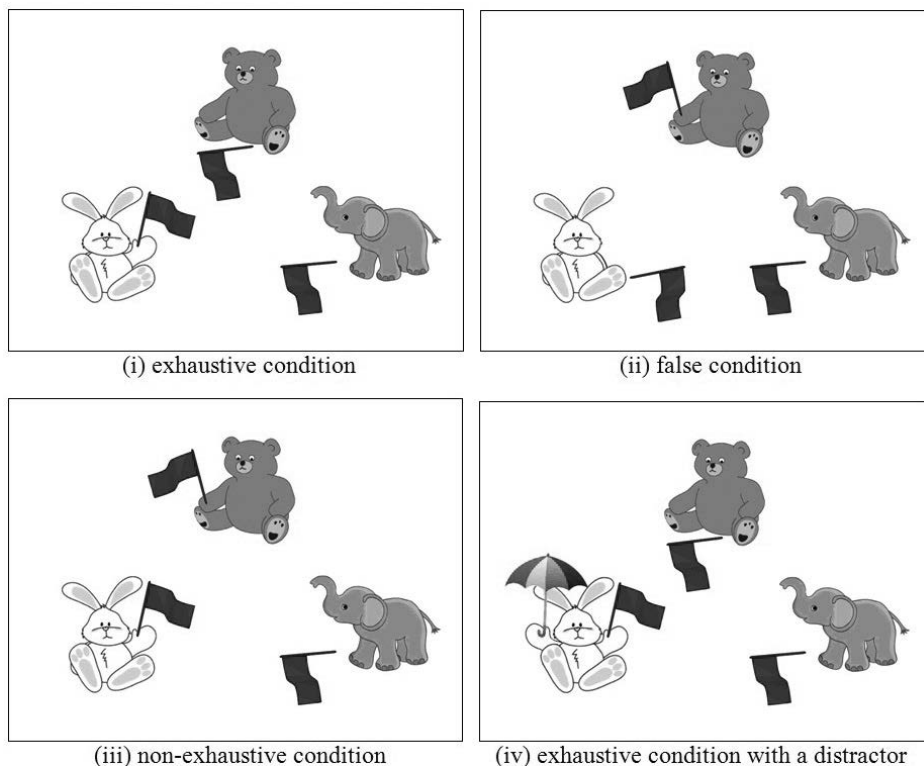 (i) exhaustive condition
(ii) false condition
(iii) non-exhaustive condition
(iv) exhaustive condition with a distractor